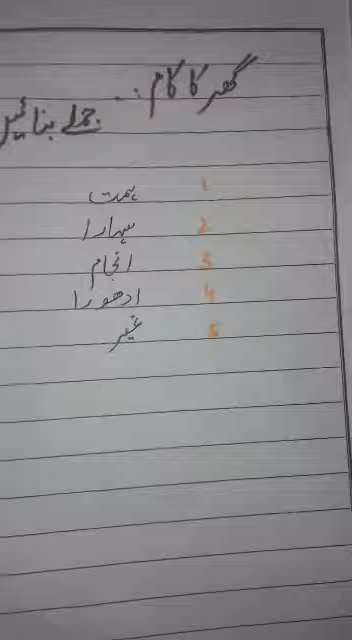 گھر کا کام :.
جملے بنائیں
1 ہمت
2 سہارا
3 انجام
4 ادھورا
5 غیر